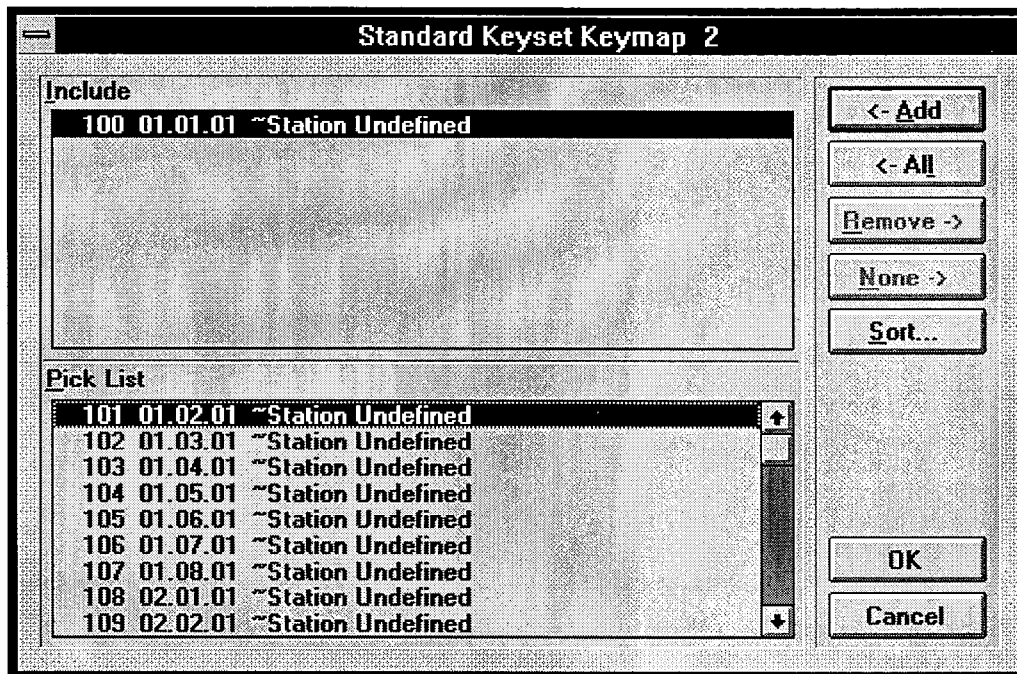 Standard Keyset Keymap 2
Include
100 01.01.01 ~Station Undefined
Pick List
101 01.02.01 ~Station Undefined
102 01.03.01 ~Station Undefined
103 01.04.01 ~Station Undefined
104 01.05.01 ~Station Undefined
105 01.06.01 ~Station Undefined
106 01.07.01 ~Station Undefined
107 01.08.01 ~Station Undefined
108 02.01.01 ~Station Undefined
109 02.02.01 ~Station Undefined
<- Add
<- All
Remove ->
None ->
Sort...
OK
Cancel